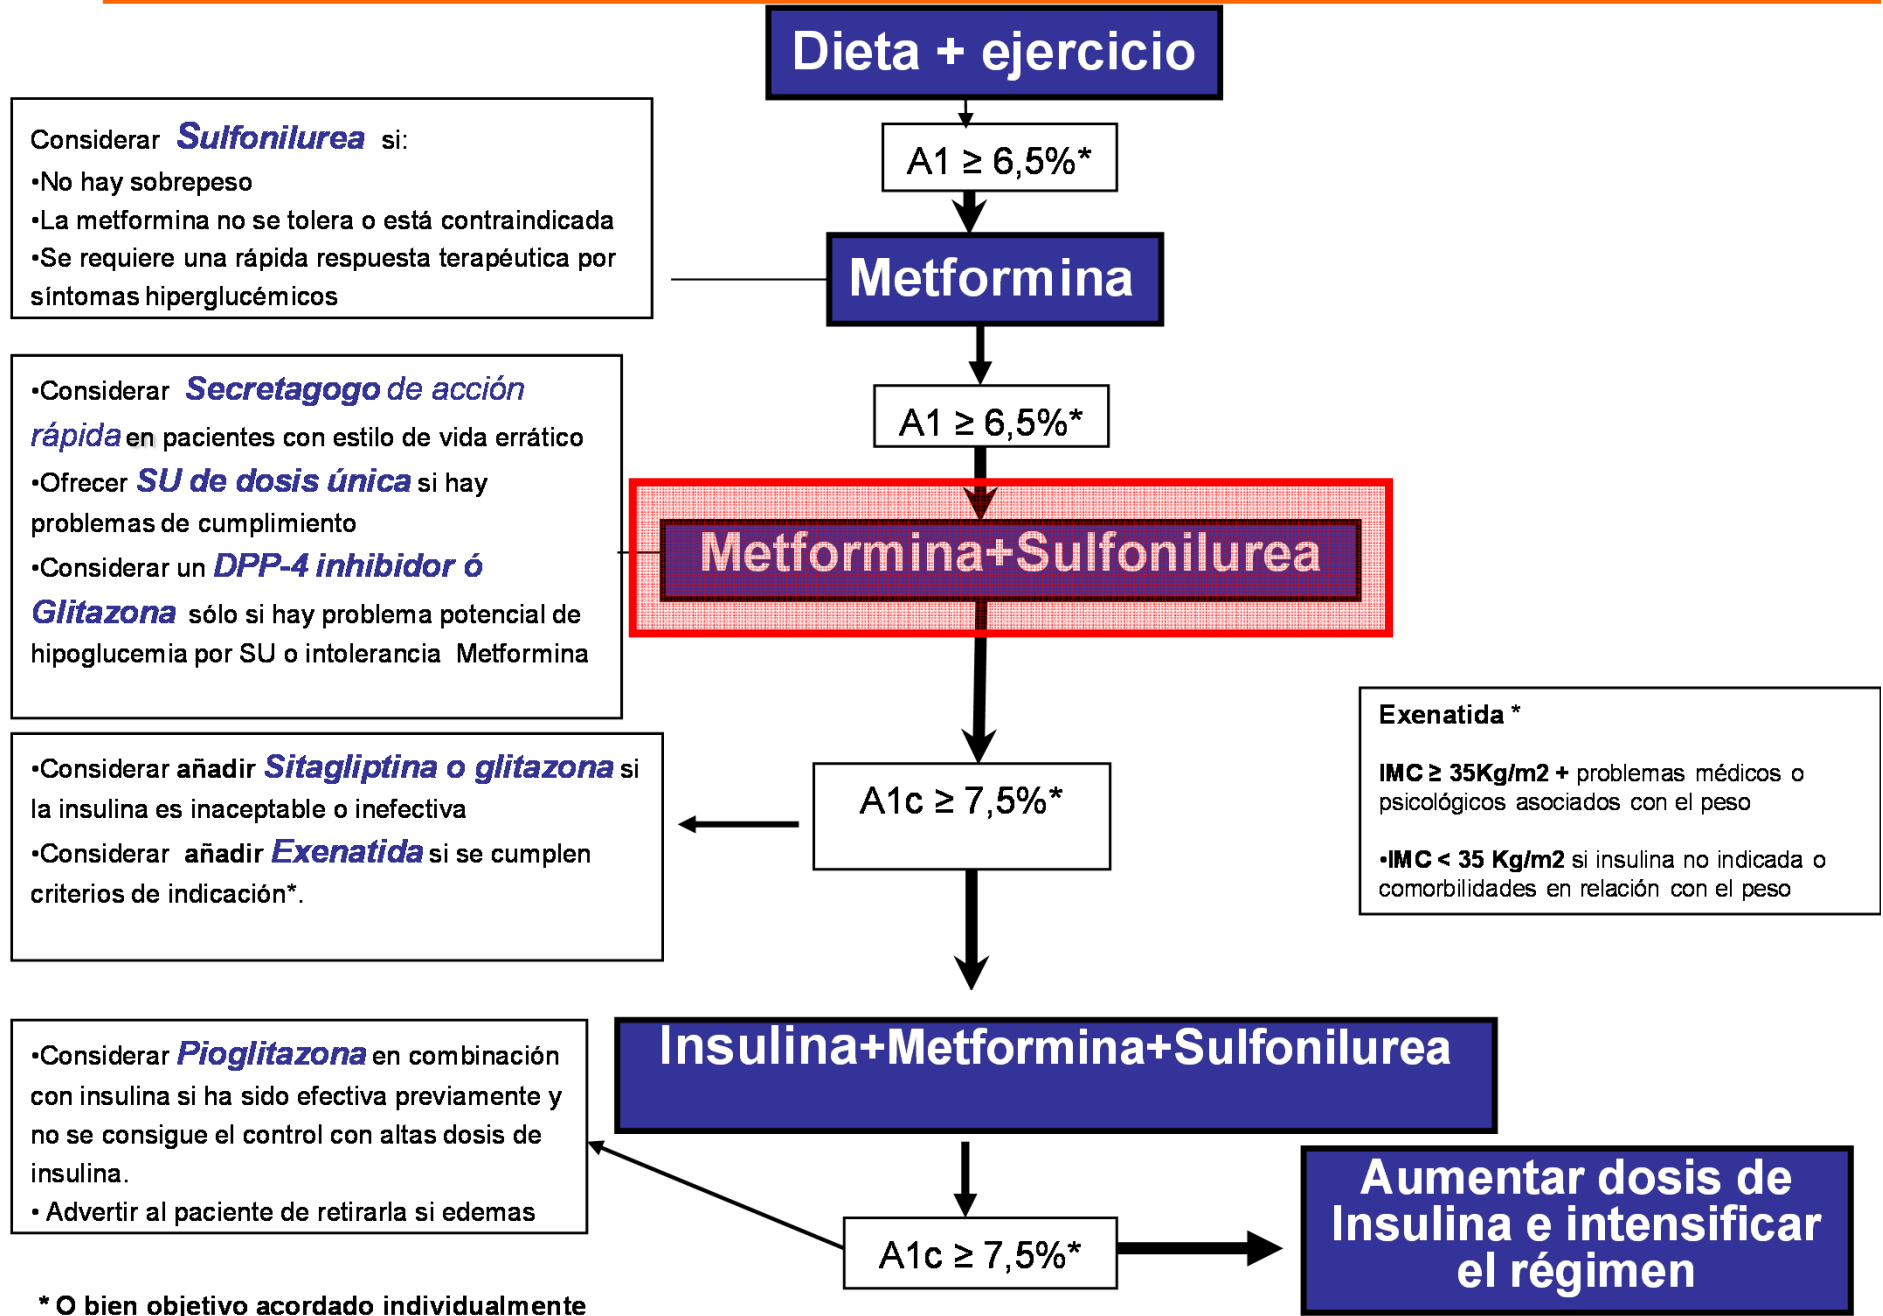 Dieta + ejercicio
A1 ≥ 6,5%*
Considerar Sulfonilurea si:
•No hay sobrepeso
•La metformina no se tolera o está contraindicada
•Se requiere una rápida respuesta terapéutica por
síntomas hiperglucémicos
Metformina
A1 ≥ 6,5%*
•Considerar Secretagogo de acción
rápida en pacientes con estilo de vida errático
•Ofrecer SU de dosis única si hay
problemas de cumplimiento
•Considerar un DPP-4 inhibidor ó
Glitazona sólo si hay problema potencial de
hipoglucemia por SU o intolerancia Metformina
Metformina+Sulfonilurea
•Considerar añadir Sitagliptina o glitazona si
la insulina es inaceptable o inefectiva
•Considerar añadir Exenatida si se cumplen
criterios de indicación*.
A1c ≥ 7,5%*
Exenatida *
IMC ≥ 35Kg/m2 + problemas médicos o
psicológicos asociados con el peso
•IMC < 35 Kg/m2 si insulina no indicada o
comorbilidades en relación con el peso
Insulina+Metformina+Sulfonilurea
•Considerar Pioglitazona en combinación
con insulina si ha sido efectiva previamente y
no se consigue el control con altas dosis de
insulina.
• Advertir al paciente de retirarla si edemas
A1c ≥ 7,5%*
Aumentar dosis de
Insulina e intensificar
el régimen
* O bien objetivo acordado individualmente